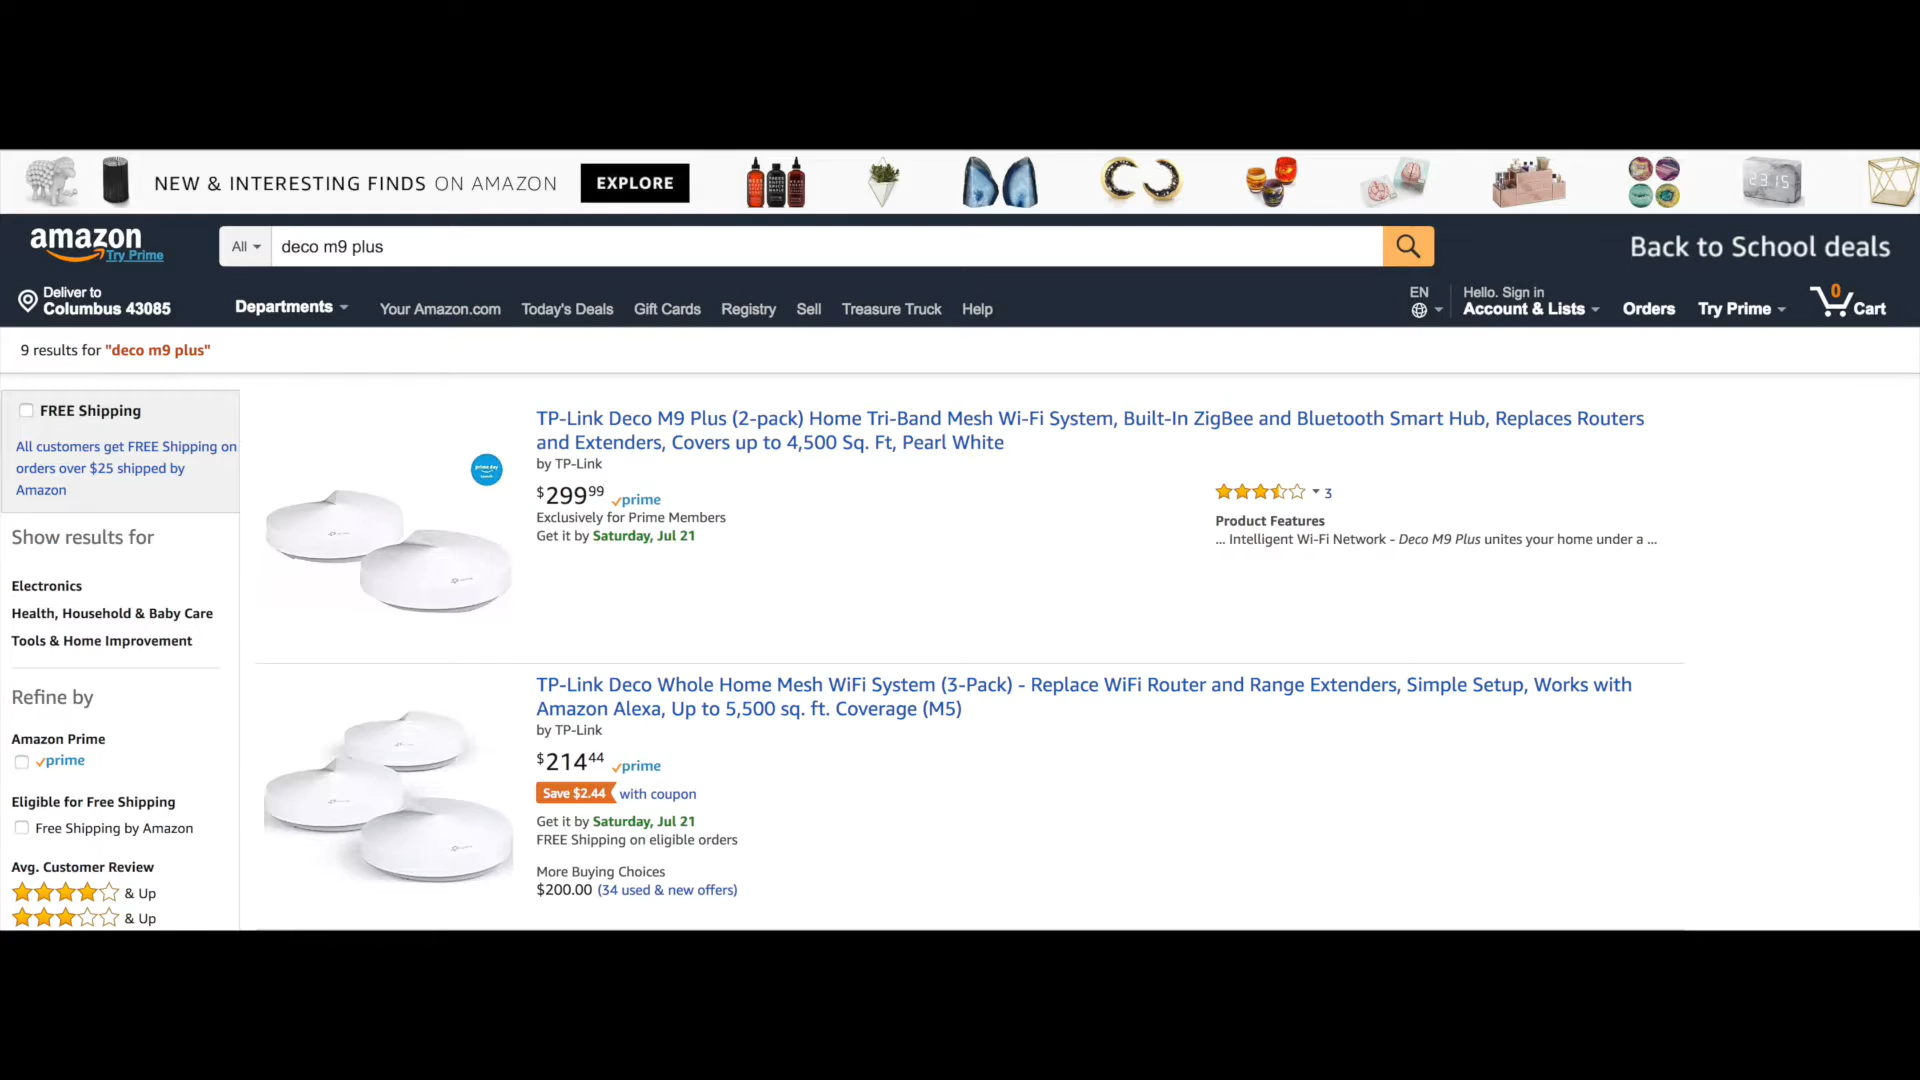 NEW & INTERESTING FINDS ON AMAZON
EXPLORE
amazon
Try Prime
All
deco m9 plus
Back to School deals
Deliver to
Columbus 43085
Departments
Your Amazon.com
Today's Deals
Gift Cards
Registry
Sell
Treasure Truck
Help
EN
Hello. Sign in
Account & Lists
Orders
Try Prime
0
Cart
9 results for "deco m9 plus"
FREE Shipping
All customers get FREE Shipping on
orders over $25 shipped by
Amazon
Show results for
Electronics
Health, Household & Baby Care
Tools & Home Improvement
Refine by
Amazon Prime
prime
Eligible for Free Shipping
Free Shipping by Amazon
Avg. Customer Review
& Up
& Up
prime day
TP-Link Deco M9 Plus (2-pack) Home Tri-Band Mesh Wi-Fi System, Built-In ZigBee and Bluetooth Smart Hub, Replaces Routers
and Extenders, Covers up to 4,500 Sq. Ft, Pearl White
by TP-Link
$299 99 prime
Exclusively for Prime Members
Get it by Saturday, Jul 21
3
Product Features
... Intelligent Wi-Fi Network - Deco M9 Plus unites your home under a ...
TP-Link Deco Whole Home Mesh WiFi System (3-Pack) - Replace WiFi Router and Range Extenders, Simple Setup, Works with
Amazon Alexa, Up to 5,500 sq. ft. Coverage (M5)
by TP-Link
$214 44 prime
Save $2.44 with coupon
Get it by Saturday, Jul 21
FREE Shipping on eligible orders
More Buying Choices
$200.00 (34 used & new offers)